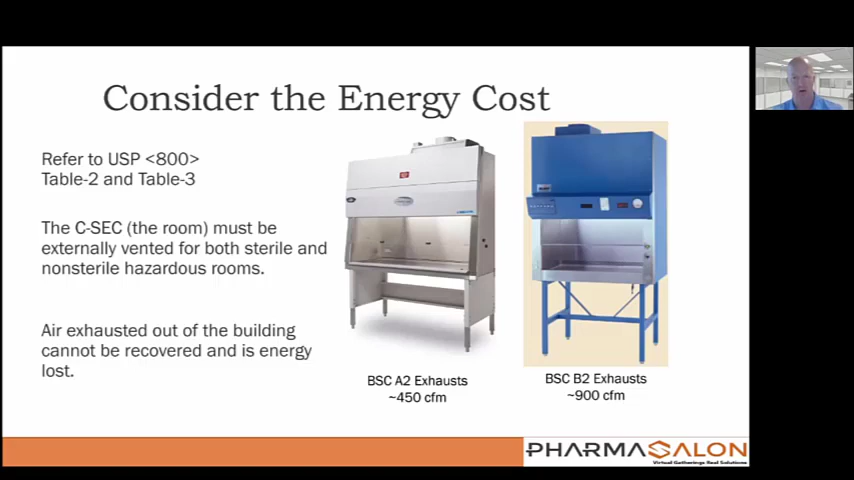 Consider the Energy Cost
Refer to USP <800>
Table-2 and Table-3
The C-SEC (the room) must be
externally vented for both sterile and
nonsterile hazardous rooms.
Air exhausted out of the building
cannot be recovered and is energy
lost.
BSC A2 Exhausts
~450 cfm
BSC B2 Exhausts
~900 cfm
PHARMASALON
Virtual Gatherings Real Solutions